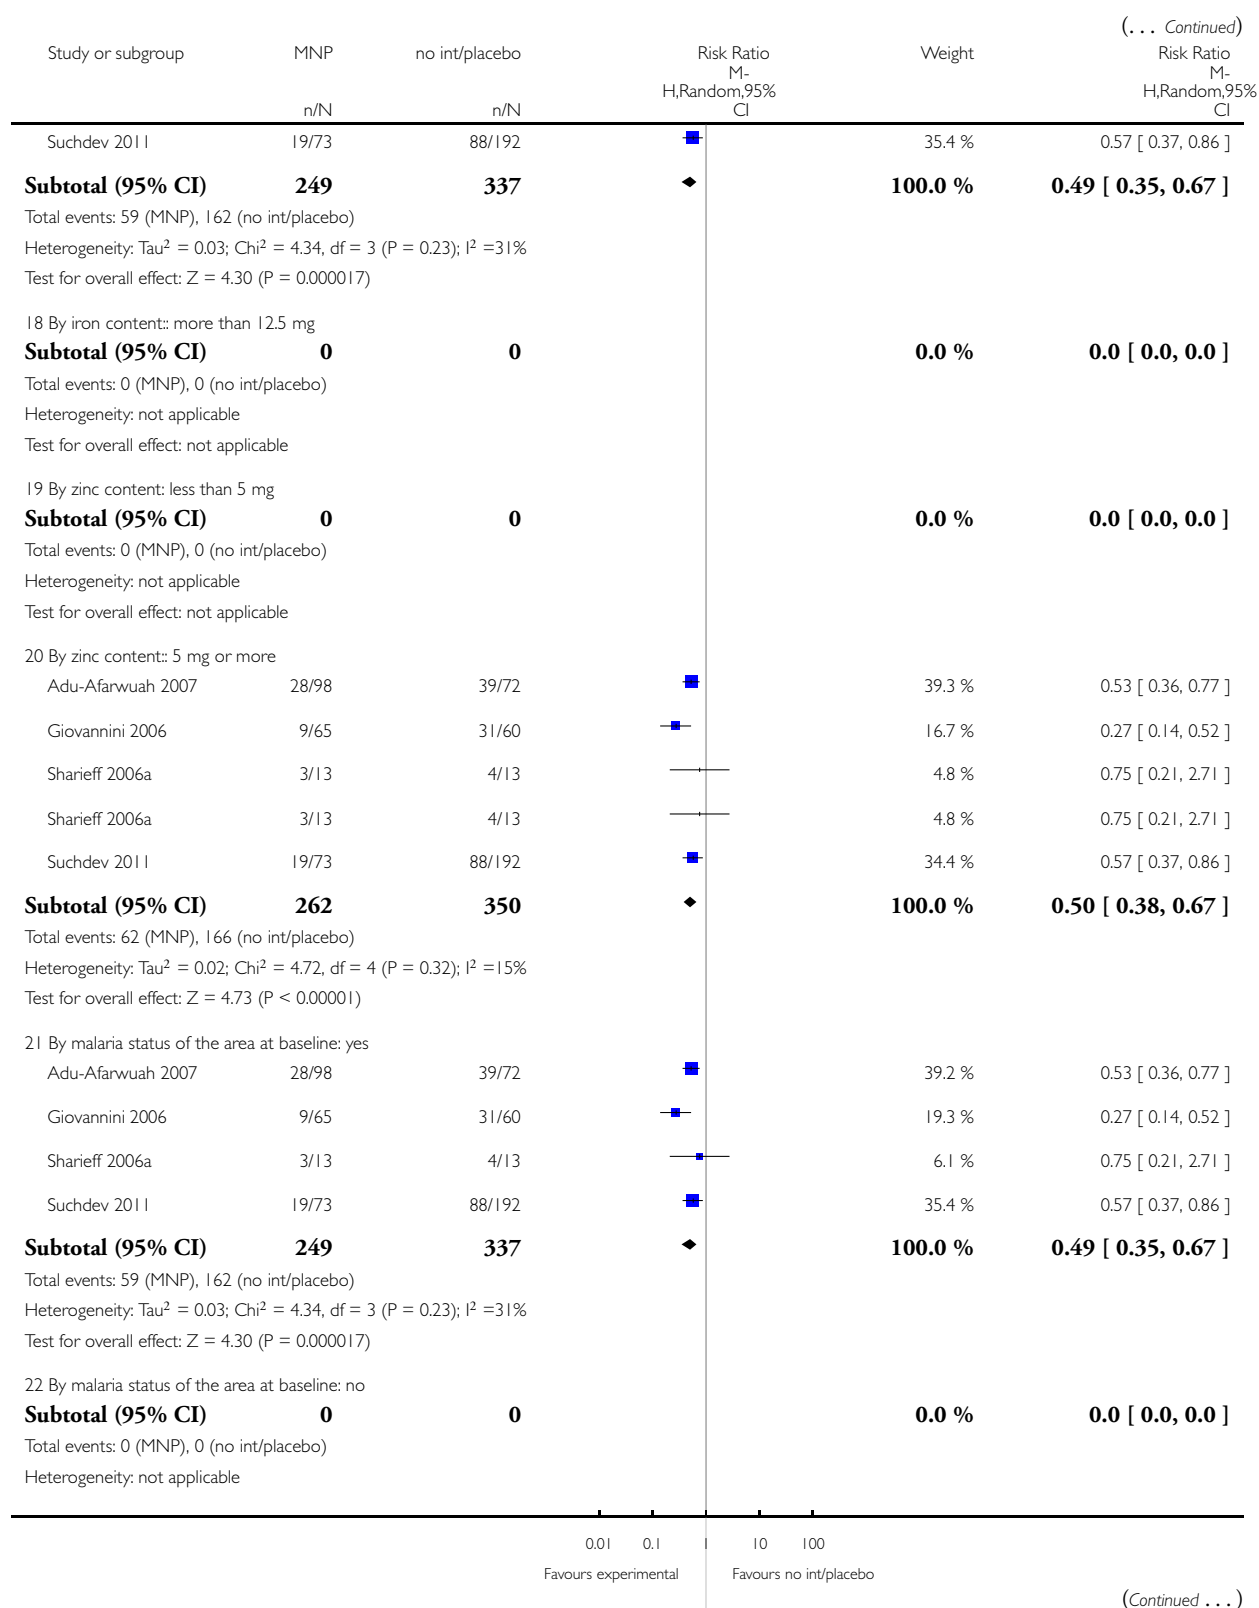 (... Continued)
Study or subgroup MNP no int/placebo Risk Ratio Weight Risk Ratio
M- M-
H,Random,95% H,Random,95%
n/N n/N CI CI
Suchdev 2011 19/73 88/192 35.4 % 0.57 [ 0.37, 0.86 ]
Subtotal (95% CI) 249 337 100.0 % 0.49 [ 0.35, 0.67 ]
Total events: 59 (MNP), 162 (no int/placebo)
Heterogeneity: Tau² = 0.03; Chi² = 4.34, df = 3 (P = 0.23); I² =31%
Test for overall effect: Z = 4.30 (P = 0.000017)
18 By iron content:: more than 12.5 mg
Subtotal (95% CI) 0 0 0.0 % 0.0 [ 0.0, 0.0 ]
Total events: 0 (MNP), 0 (no int/placebo)
Heterogeneity: not applicable
Test for overall effect: not applicable
19 By zinc content: less than 5 mg
Subtotal (95% CI) 0 0 0.0 % 0.0 [ 0.0, 0.0 ]
Total events: 0 (MNP), 0 (no int/placebo)
Heterogeneity: not applicable
Test for overall effect: not applicable
20 By zinc content:: 5 mg or more
Adu-Afarwuah 2007 28/98 39/72 39.3 % 0.53 [ 0.36, 0.77 ]
Giovannini 2006 9/65 31/60 16.7 % 0.27 [ 0.14, 0.52 ]
Sharieff 2006a 3/13 4/13 4.8 % 0.75 [ 0.21, 2.71 ]
Sharieff 2006a 3/13 4/13 4.8 % 0.75 [ 0.21, 2.71 ]
Suchdev 2011 19/73 88/192 34.4 % 0.57 [ 0.37, 0.86 ]
Subtotal (95% CI) 262 350 100.0 % 0.50 [ 0.38, 0.67 ]
Total events: 62 (MNP), 166 (no int/placebo)
Heterogeneity: Tau² = 0.02; Chi² = 4.72, df = 4 (P = 0.32); I² =15%
Test for overall effect: Z = 4.73 (P < 0.00001)
21 By malaria status of the area at baseline: yes
Adu-Afarwuah 2007 28/98 39/72 39.2 % 0.53 [ 0.36, 0.77 ]
Giovannini 2006 9/65 31/60 19.3 % 0.27 [ 0.14, 0.52 ]
Sharieff 2006a 3/13 4/13 6.1 % 0.75 [ 0.21, 2.71 ]
Suchdev 2011 19/73 88/192 35.4 % 0.57 [ 0.37, 0.86 ]
Subtotal (95% CI) 249 337 100.0 % 0.49 [ 0.35, 0.67 ]
Total events: 59 (MNP), 162 (no int/placebo)
Heterogeneity: Tau² = 0.03; Chi² = 4.34, df = 3 (P = 0.23); I² =31%
Test for overall effect: Z = 4.30 (P = 0.000017)
22 By malaria status of the area at baseline: no
Subtotal (95% CI) 0 0 0.0 % 0.0 [ 0.0, 0.0 ]
Total events: 0 (MNP), 0 (no int/placebo)
Heterogeneity: not applicable
0.01 0.1 1 10 100
Favours experimental Favours no int/placebo
(Continued ...)